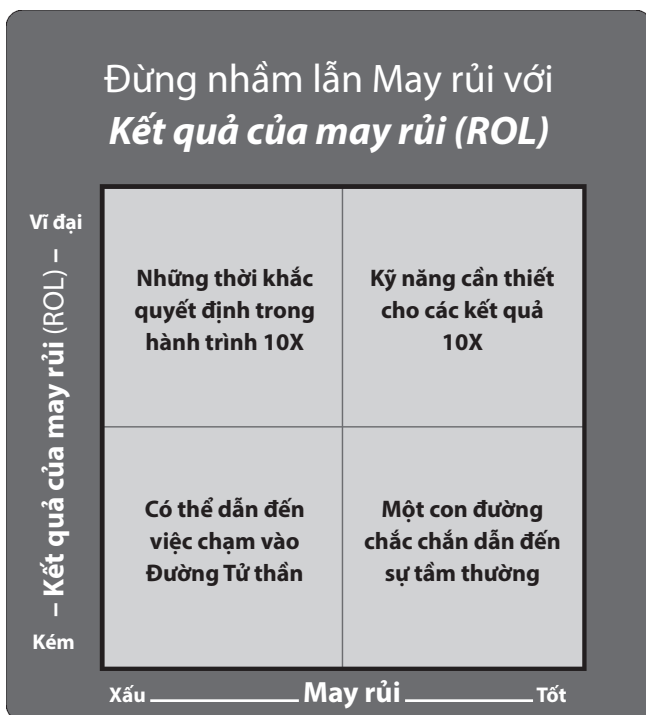 Đừng nhầm lẫn May rủi với
Kết quả của may rủi (ROL)
Vĩ đại
– Kết quả của may rủi (ROL) –
Kém
Những thời khắc
quyết định trong
hành trình 10X
Kỹ năng cần thiết
cho các kết quả
10X
Có thể dẫn đến
việc chạm vào
Đường Tử thần
Một con đường
chắc chắn dẫn đến
sự tầm thường
Xấu May rủi Tốt